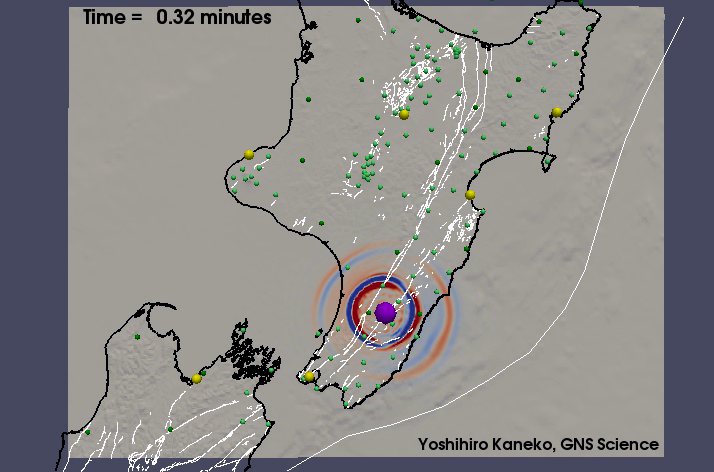 Time = 0.32 minutes
Yoshihiro Kaneko, GNS Science